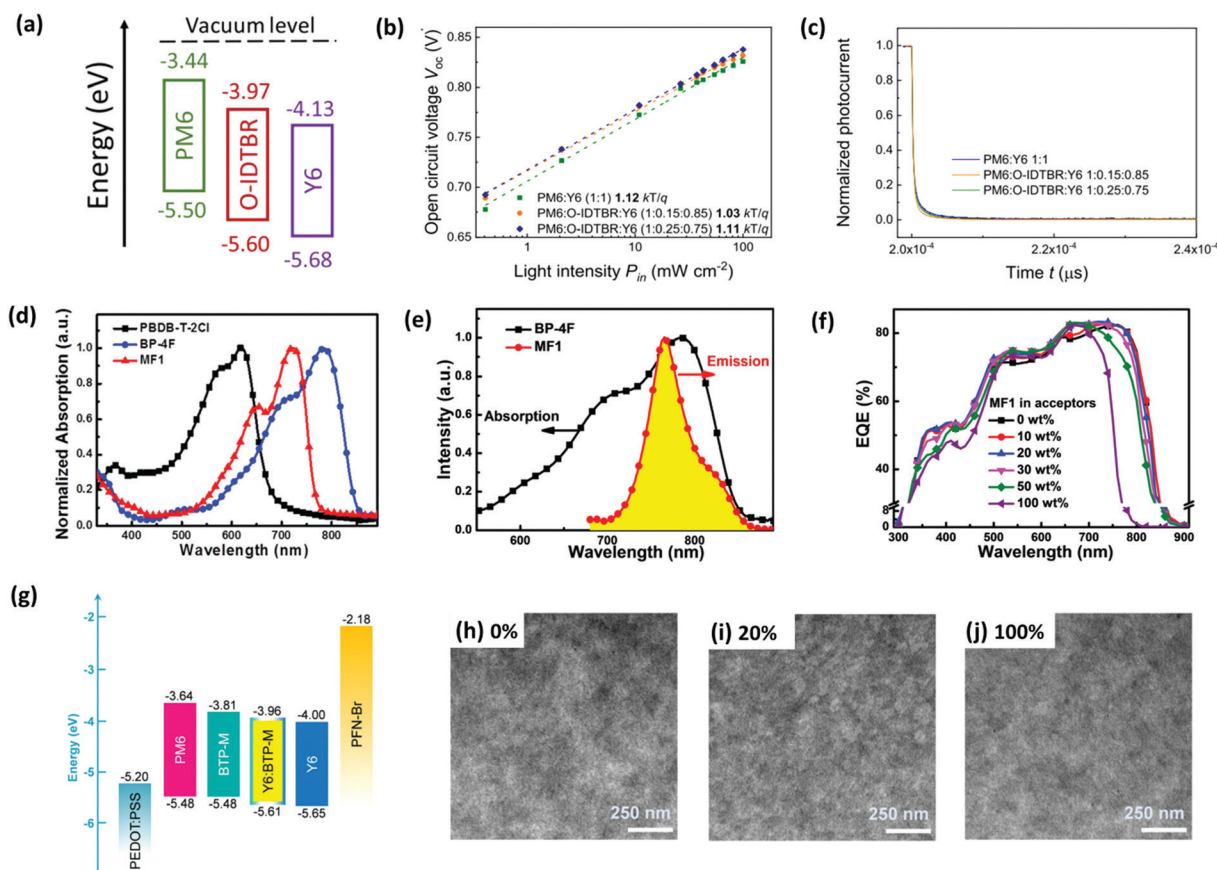 (a)
Vacuum level
Energy (eV)
-3.44
PM6
-5.50
-3.97
O-IDTBR
-5.60
-4.13
Y6
-5.68
(b)
Open circuit voltage Voc (V)
0.85
0.80
0.75
0.70
0.65
PM6:Y6 (1:1) 1.12 kT/q
PM6:O-IDTBR:Y6 (1:0.15:0.85) 1.03 kT/q
PM6:O-IDTBR:Y6 (1:0.25:0.75) 1.11 kT/q
1 10 100
Light intensity Pin (mW cm-2)
(c)
Normalized photocurrent
1.0
0.8
0.6
0.4
0.2
0.0
PM6:Y6 1:1
PM6:O-IDTBR:Y6 1:0.15:0.85
PM6:O-IDTBR:Y6 1:0.25:0.75
2.0x10-4 2.2x10-4 2.4x10-4
Time t (μs)
(d)
Normalized Absorption (a.u.)
1.0
0.8
0.6
0.4
0.2
0.0
PBDB-T-2Cl
BP-4F
MF1
400 500 600 700 800
Wavelength (nm)
(e)
Intensity (a.u.)
1.0
0.8
0.6
0.4
0.2
0.0
BP-4F
MF1
Emission
Absorption
600 700 800
Wavelength (nm)
(f)
EQE (%)
80
60
40
8
0
MF1 in acceptors
0 wt%
10 wt%
20 wt%
30 wt%
50 wt%
100 wt%
300 400 500 600 700 800 900
Wavelength (nm)
(g)
Energy (eV)
-2
-3
-4
-5
-6
-5.20
PEDOT:PSS
-3.64
PM6
-5.48
-3.81
BTP-M
-5.48
-3.96
Y6:BTP-M
-5.61
-4.00
Y6
-5.65
-2.18
PFN-Br
(h) 0%
250 nm
(i) 20%
250 nm
(j) 100%
250 nm